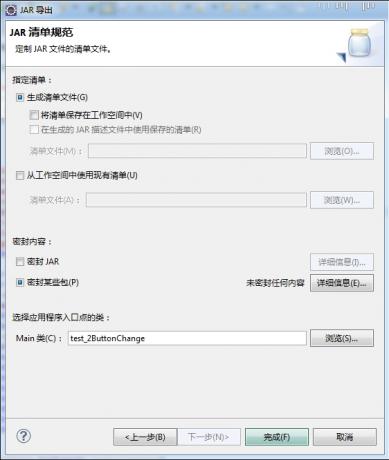 JAR 导出
JAR 清单规范
定制 JAR 文件的清单文件。
指定清单：
生成清单文件(G)
将清单保存在工作空间中(V)
在生成的 JAR 描述文件中使用保存的清单(R)
清单文件(M)： 浏览(O)...
从工作空间中使用现有清单(U)
清单文件(A)： 浏览(W)...
密封内容：
密封 JAR 详细信息(I)...
密封某些包(P) 未密封任何内容 详细信息(E)...
选择应用程序入口点的类：
Main 类(C)： test_2ButtonChange 浏览(S)...
<上一步(B) 下一步(N)> 完成(F) 取消